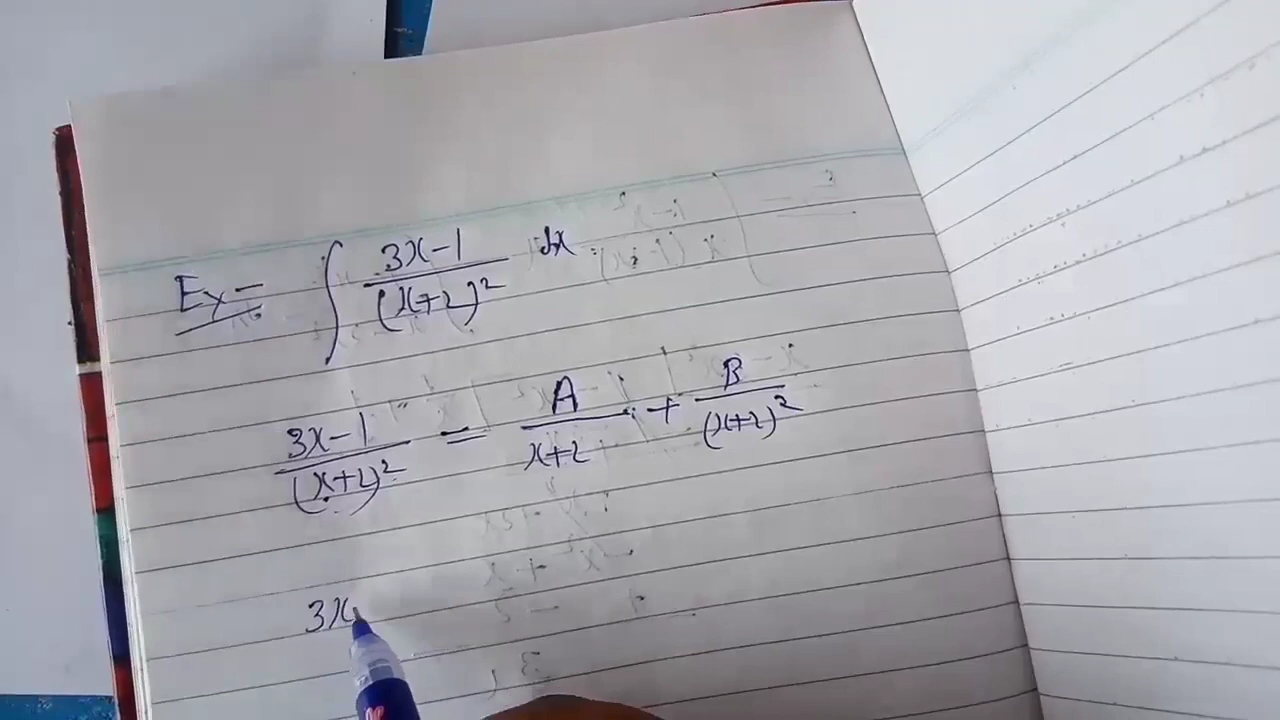 Ex- ∫ 3x-1/(x+2)² dx
3x-1/(x+2)² = A/x+2 + B/(x+2)²
3x